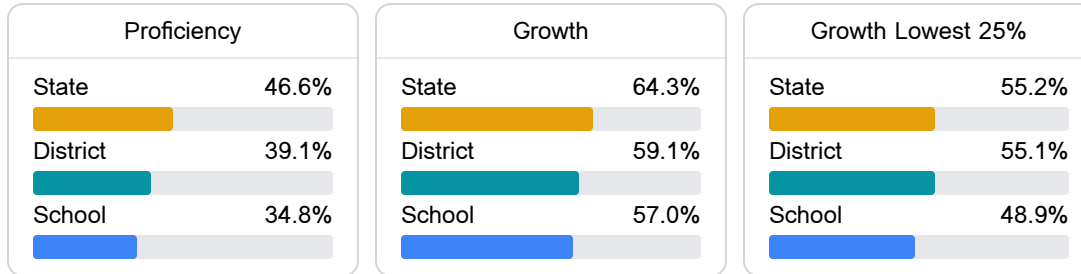 Proficiency
State 46.6%
District 39.1%
School 34.8%
Growth
State 64.3%
District 59.1%
School 57.0%
Growth Lowest 25%
State 55.2%
District 55.1%
School 48.9%